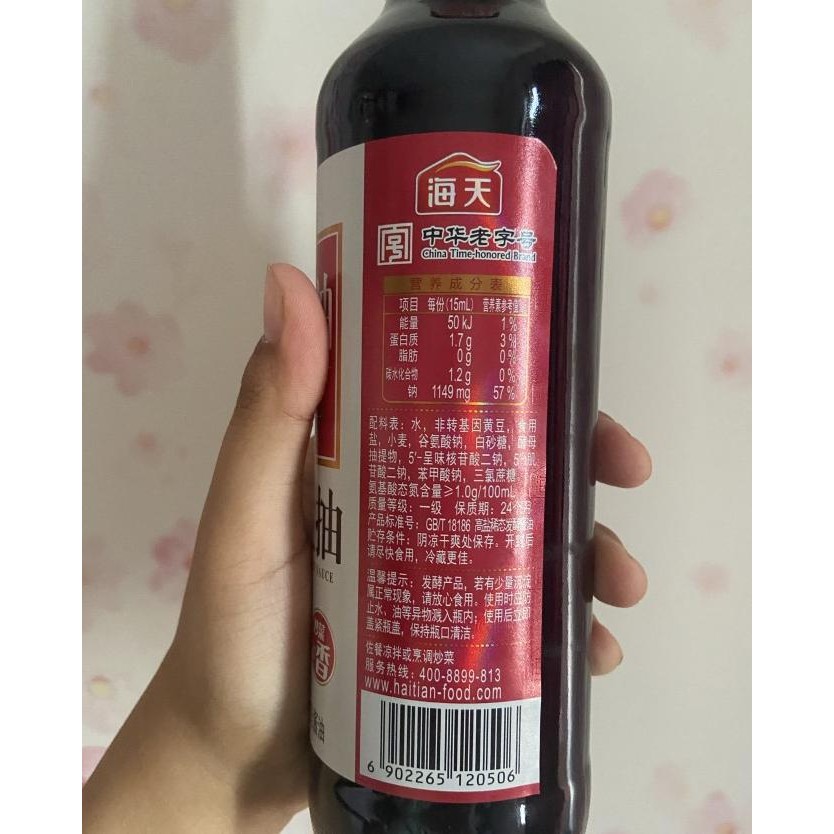 海天
中华老字号
China Time-honored Brand
营养成分表
项目 每份(15mL) 营养素参考值
能量 50 kJ 1%
蛋白质 1.7 g 3%
脂肪 0 g 0%
碳水化合物 1.2 g 0%
钠 1149 mg 57%
配料表：水，非转基因黄豆，食用
盐，小麦，谷氨酸钠，白砂糖，酵母
抽提物，5'-呈味核苷酸二钠，5'-肌
苷酸二钠，苯甲酸钠，三氯蔗糖
氨基酸态氮含量≥1.0g/100mL
质量等级：一级 保质期：24个月
产品标准号：GB/T 18186 高盐稀态发酵酱油
贮存条件：阴凉干爽处保存。开封后
请尽快食用，冷藏更佳。
温馨提示：发酵产品，若有少量沉淀
属正常现象，请放心食用。使用时应防
止水，油等异物溅入瓶内；使用后立即
盖紧瓶盖，保持瓶口清洁。
佐餐凉拌或烹调炒菜
服务热线：400-8899-813
www.haitian-food.com
6 902265 120506
抽
抽
SAUCE
香
酱油